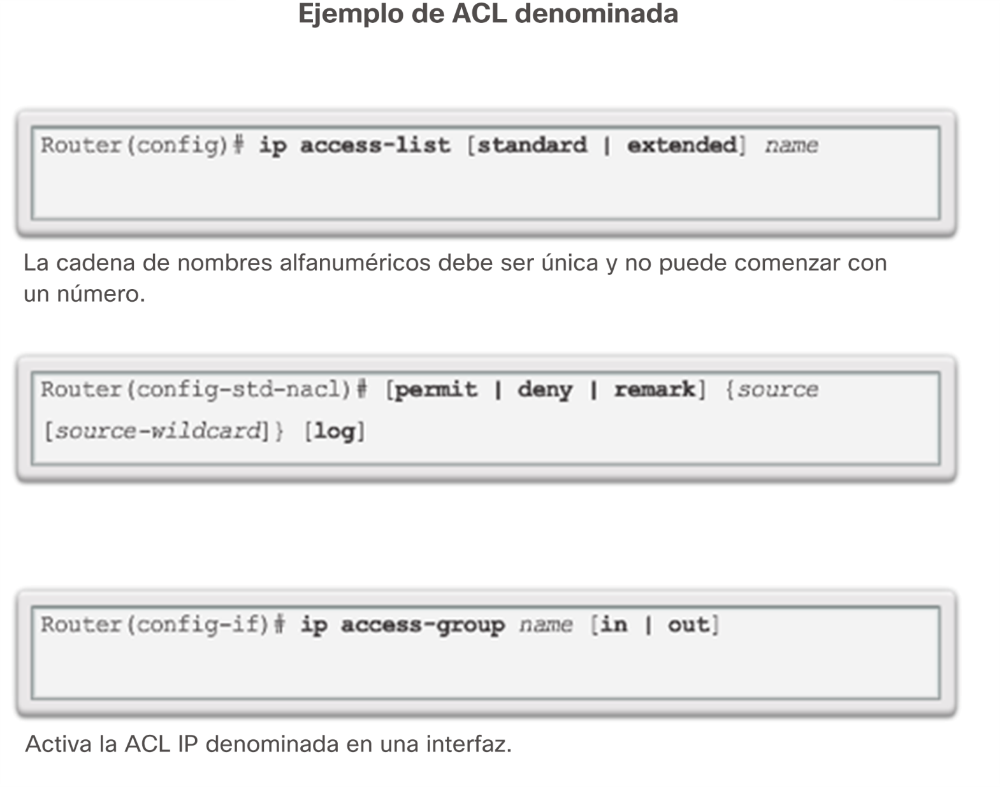 Ejemplo de ACL denominada
Router(config)# ip access-list [standard | extended] name
La cadena de nombres alfanuméricos debe ser única y no puede comenzar con
un número.
Router(config-std-nacl)# [permit | deny | remark] {source
[source-wildcard]} [log]
Router(config-if)# ip access-group name [in | out]
Activa la ACL IP denominada en una interfaz.